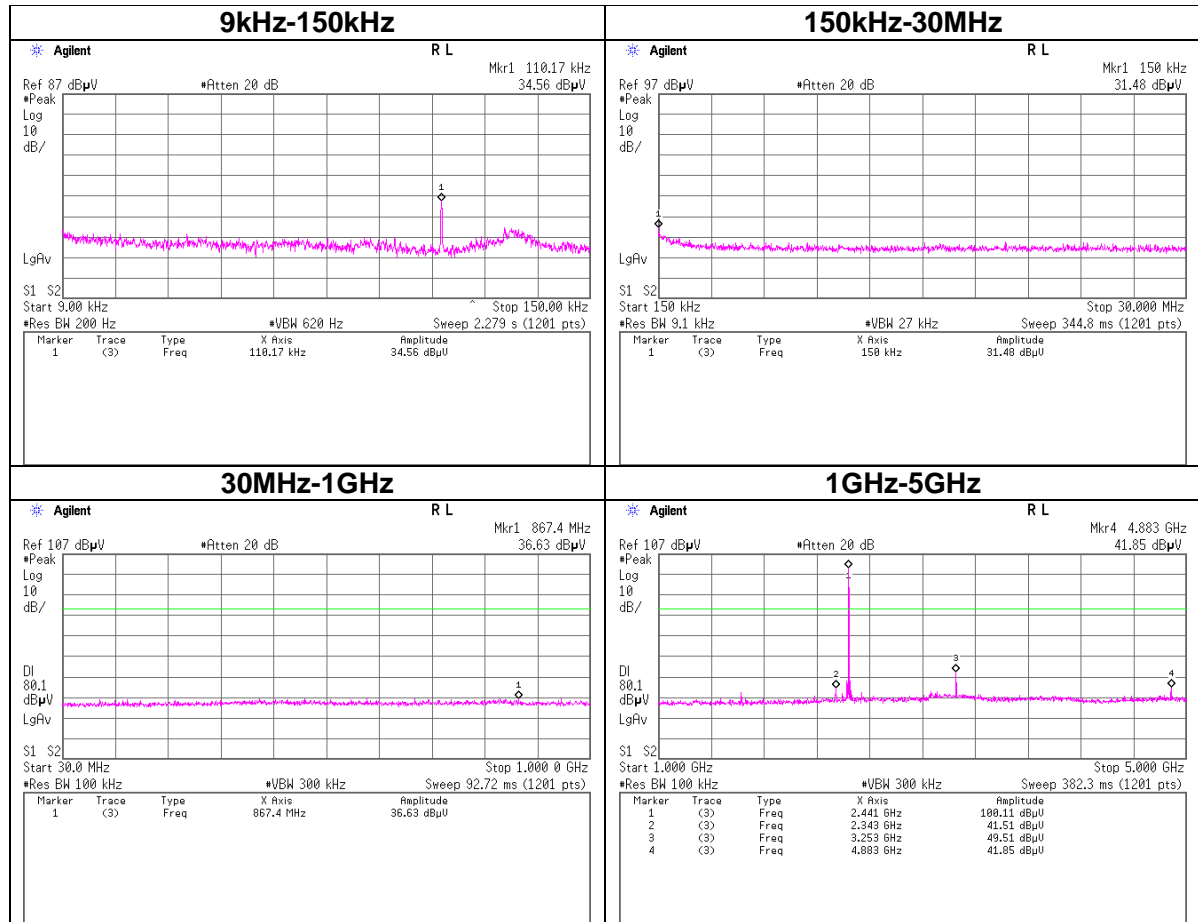 9kHz-150kHz
Agilent R L
Mkr1 110.17 kHz
Ref 87 dBµV #Atten 20 dB 34.56 dBµV
#Peak
Log
10
dB/
1
LgAv
S1 S2
Start 9.00 kHz ^ Stop 150.00 kHz
#Res BW 200 Hz #VBW 620 Hz Sweep 2.279 s (1201 pts)
Marker Trace Type X Axis Amplitude
1 (3) Freq 110.17 kHz 34.56 dBµV
150kHz-30MHz
Agilent R L
Mkr1 150 kHz
Ref 97 dBµV #Atten 20 dB 31.48 dBµV
#Peak
Log
10
dB/
1
LgAv
S1 S2
Start 150 kHz Stop 30.000 MHz
#Res BW 9.1 kHz #VBW 27 kHz Sweep 344.8 ms (1201 pts)
Marker Trace Type X Axis Amplitude
1 (3) Freq 150 kHz 31.48 dBµV
30MHz-1GHz
Agilent R L
Mkr1 867.4 MHz
Ref 107 dBµV #Atten 20 dB 36.63 dBµV
#Peak
Log
10
dB/
DI
80.1
dBµV
1
LgAv
S1 S2
Start 30.0 MHz Stop 1.000 0 GHz
#Res BW 100 kHz #VBW 300 kHz Sweep 92.72 ms (1201 pts)
Marker Trace Type X Axis Amplitude
1 (3) Freq 867.4 MHz 36.63 dBµV
1GHz-5GHz
Agilent R L
Mkr4 4.883 GHz
Ref 107 dBµV #Atten 20 dB 41.85 dBµV
#Peak
Log
10
dB/
1
3
DI
80.1
dBµV
2
4
LgAv
S1 S2
Start 1.000 GHz Stop 5.000 GHz
#Res BW 100 kHz #VBW 300 kHz Sweep 382.3 ms (1201 pts)
Marker Trace Type X Axis Amplitude
1 (3) Freq 2.441 GHz 100.11 dBµV
2 (3) Freq 2.343 GHz 41.51 dBµV
3 (3) Freq 3.253 GHz 49.51 dBµV
4 (3) Freq 4.883 GHz 41.85 dBµV